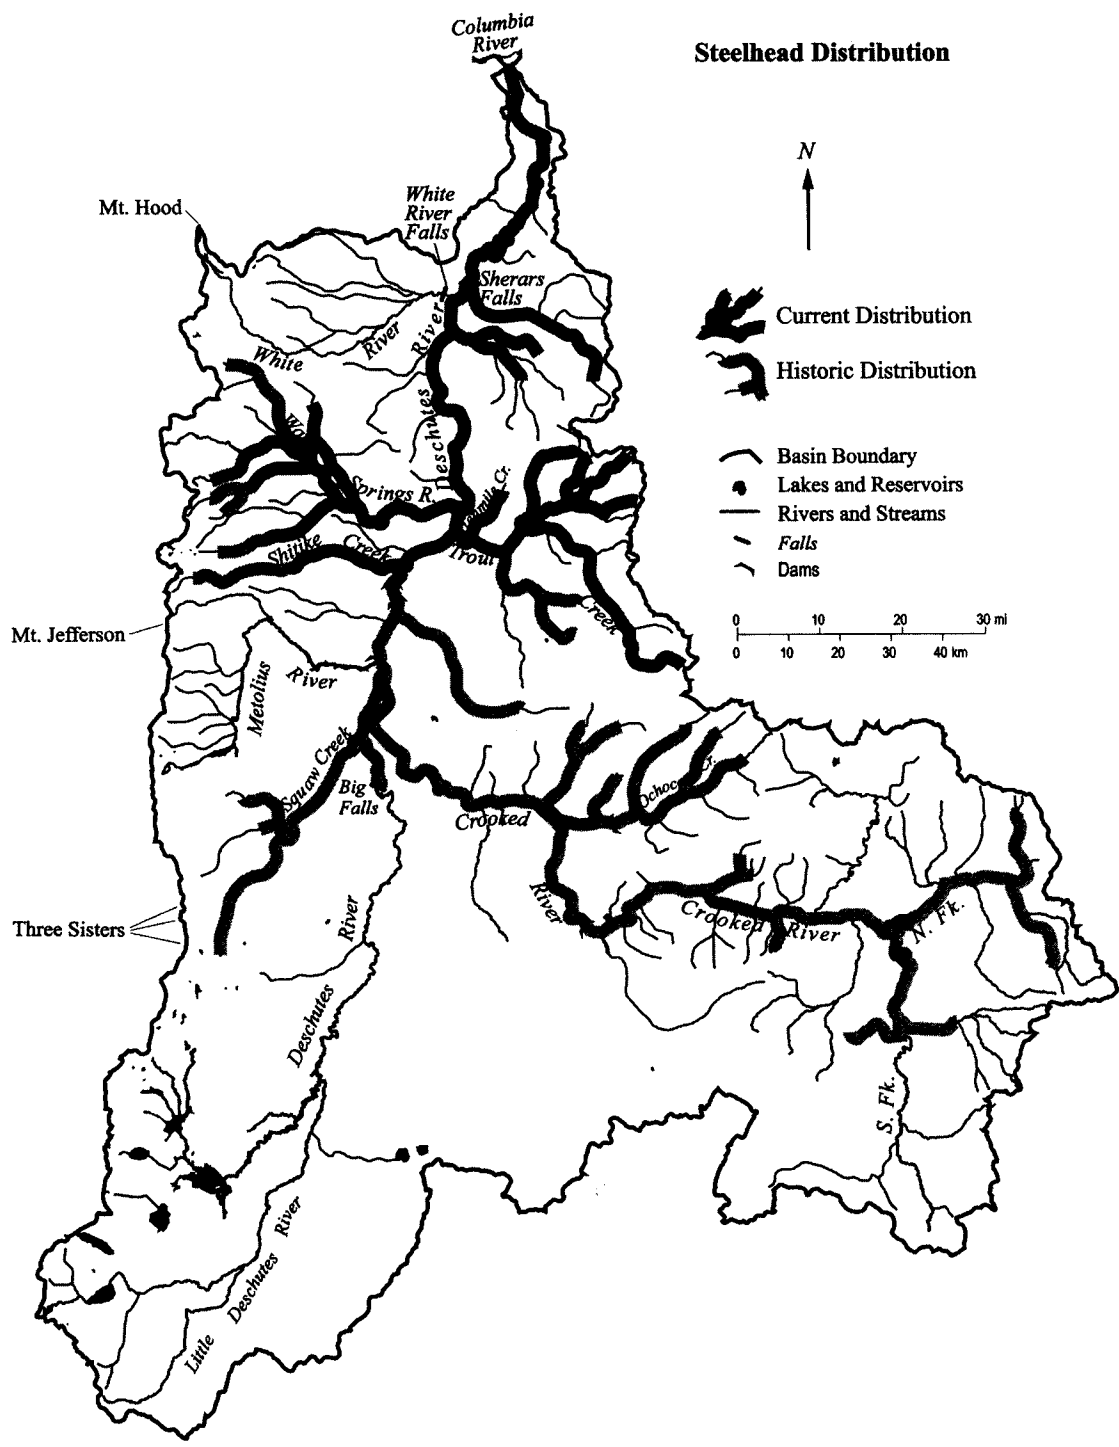 Columbia
River
Steelhead Distribution
N
Mt. Hood
White
River
Falls
Sherars
Falls
Current Distribution
Historic Distribution
White
River
River
Deschutes
Springs R.
Trout
Creek
Shitike
Creek
Basin Boundary
Lakes and Reservoirs
Rivers and Streams
Falls
Dams
0 10 20 30 mi
0 10 20 30 40 km
Mt. Jefferson
Metolius
River
Squaw Creek
Big
Falls
Ochoco Cr.
Crooked
River
Crooked River
N. Fk.
Three Sisters
River
Deschutes
S. Fk.
River
Deschutes
Little